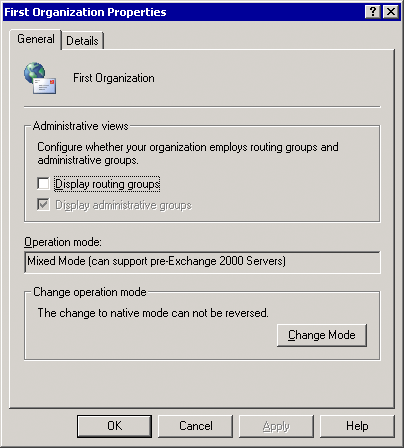 First Organization Properties
General
Details
First Organization
Administrative views
Configure whether your organization employs routing groups and
administrative groups.
Display routing groups
Display administrative groups
Operation mode:
Mixed Mode (can support pre-Exchange 2000 Servers)
Change operation mode
The change to native mode can not be reversed.
Change Mode
OK
Cancel
Apply
Help